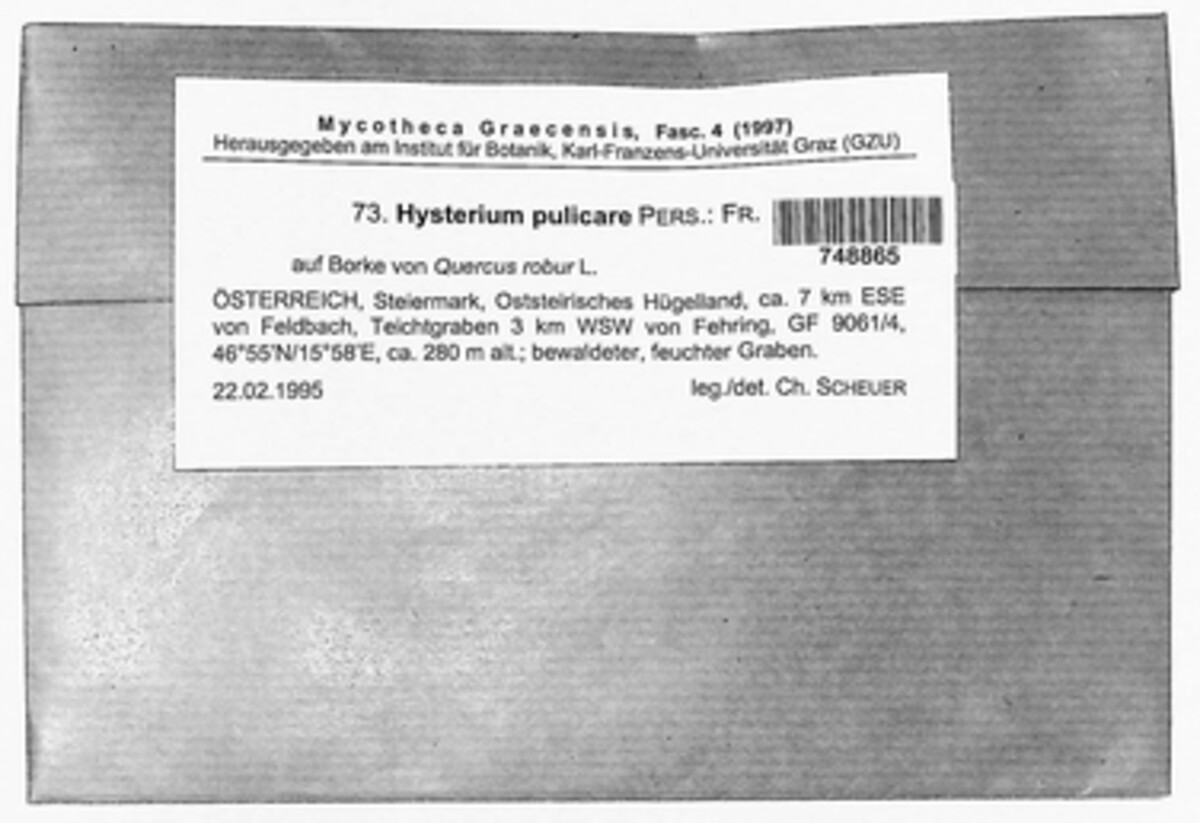 Mycotheca Graecensis, Fasc. 4 (1997)
Herausgegeben am Institut für Botanik, Karl-Franzens-Universität Graz (GZU)
73. Hysterium pulicare PERS.: FR.
748865
auf Borke von Quercus robur L.
ÖSTERREICH, Steiermark, Oststeirisches Hügelland, ca. 7 km ESE
von Feldbach, Teichtgraben 3 km WSW von Fehring, GF 9061/4,
46°55'N/15°58'E, ca. 280 m alt.; bewaldeter, feuchter Graben.
22.02.1995 leg./det. Ch. SCHEUER